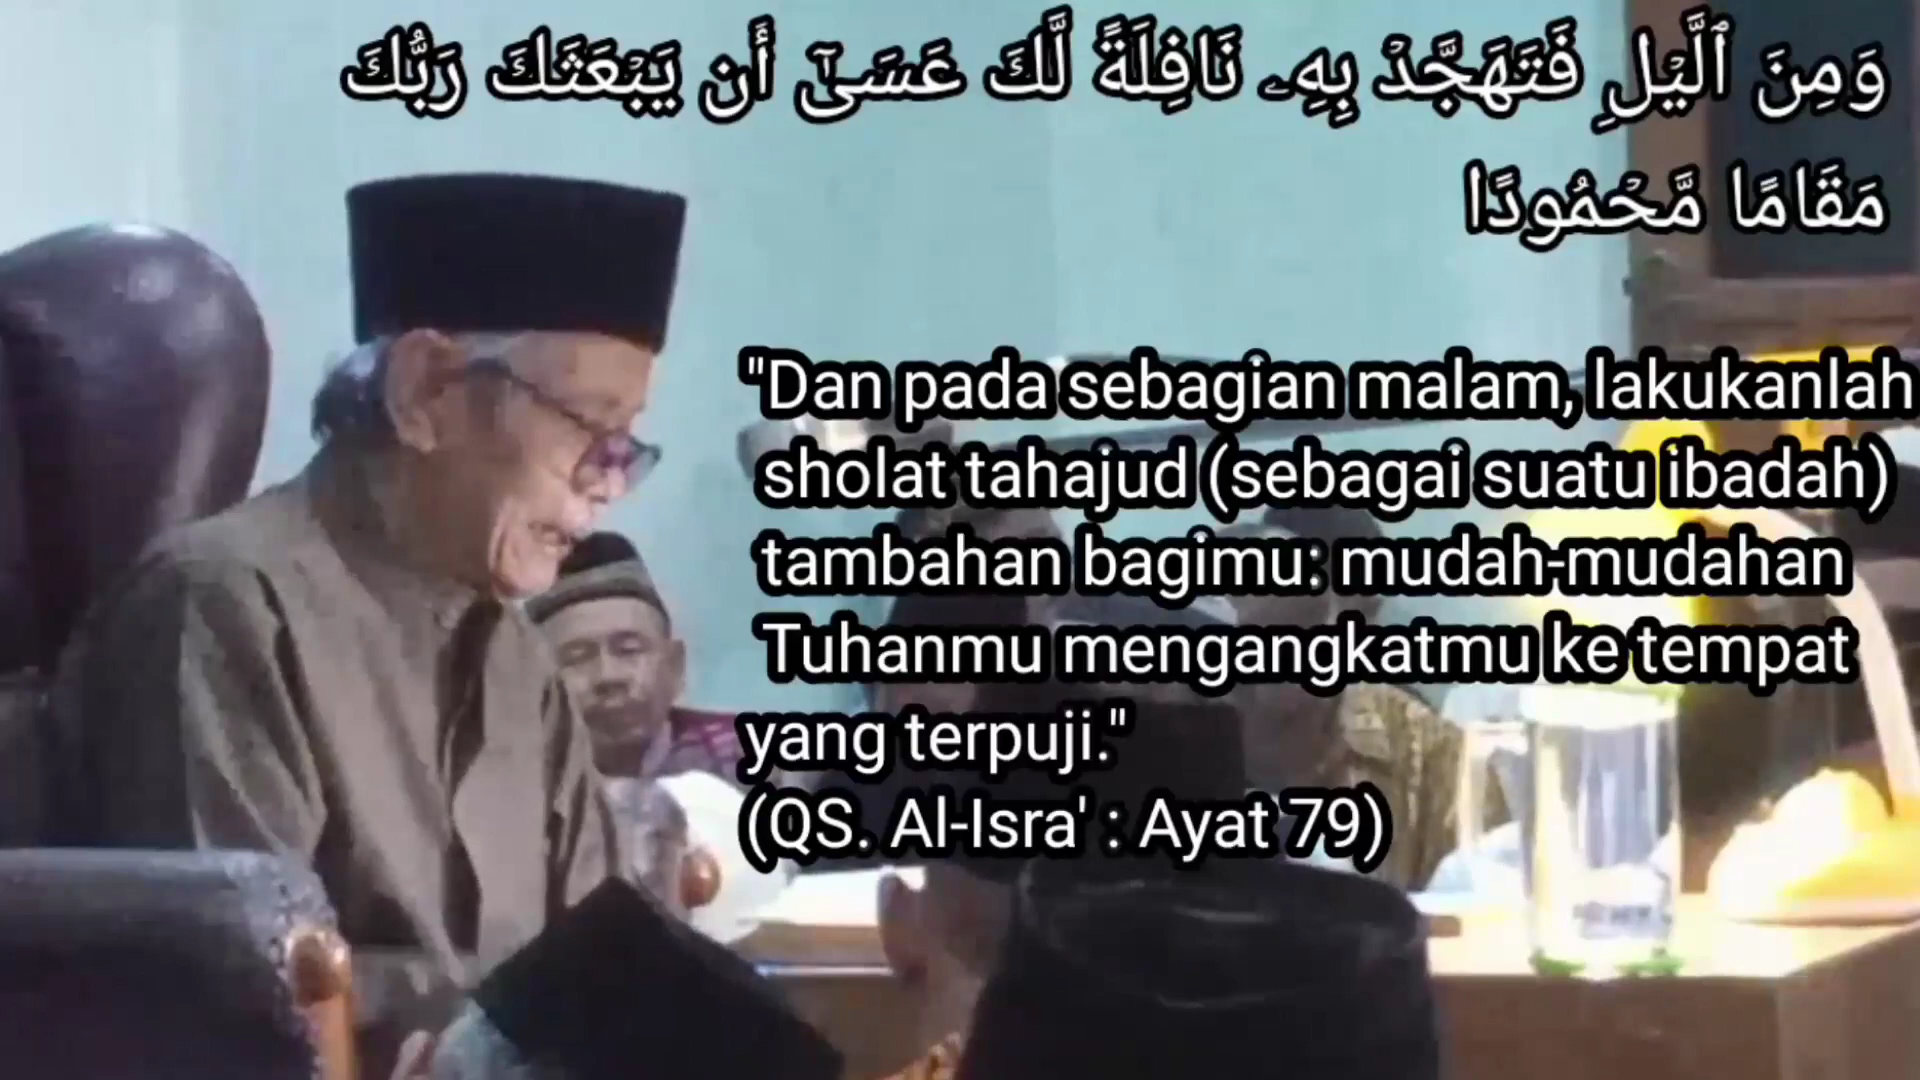 وَمِنَ ٱلَّيْلِ فَتَهَجَّدْ بِهِۦ نَافِلَةً لَّكَ عَسَىٰٓ أَن يَبْعَثَكَ رَبُّكَ
مَقَامًا مَّحْمُودًا
"Dan pada sebagian malam, lakukanlah
sholat tahajud (sebagai suatu ibadah)
tambahan bagimu: mudah-mudahan
Tuhanmu mengangkatmu ke tempat
yang terpuji."
(QS. Al-Isra' : Ayat 79)